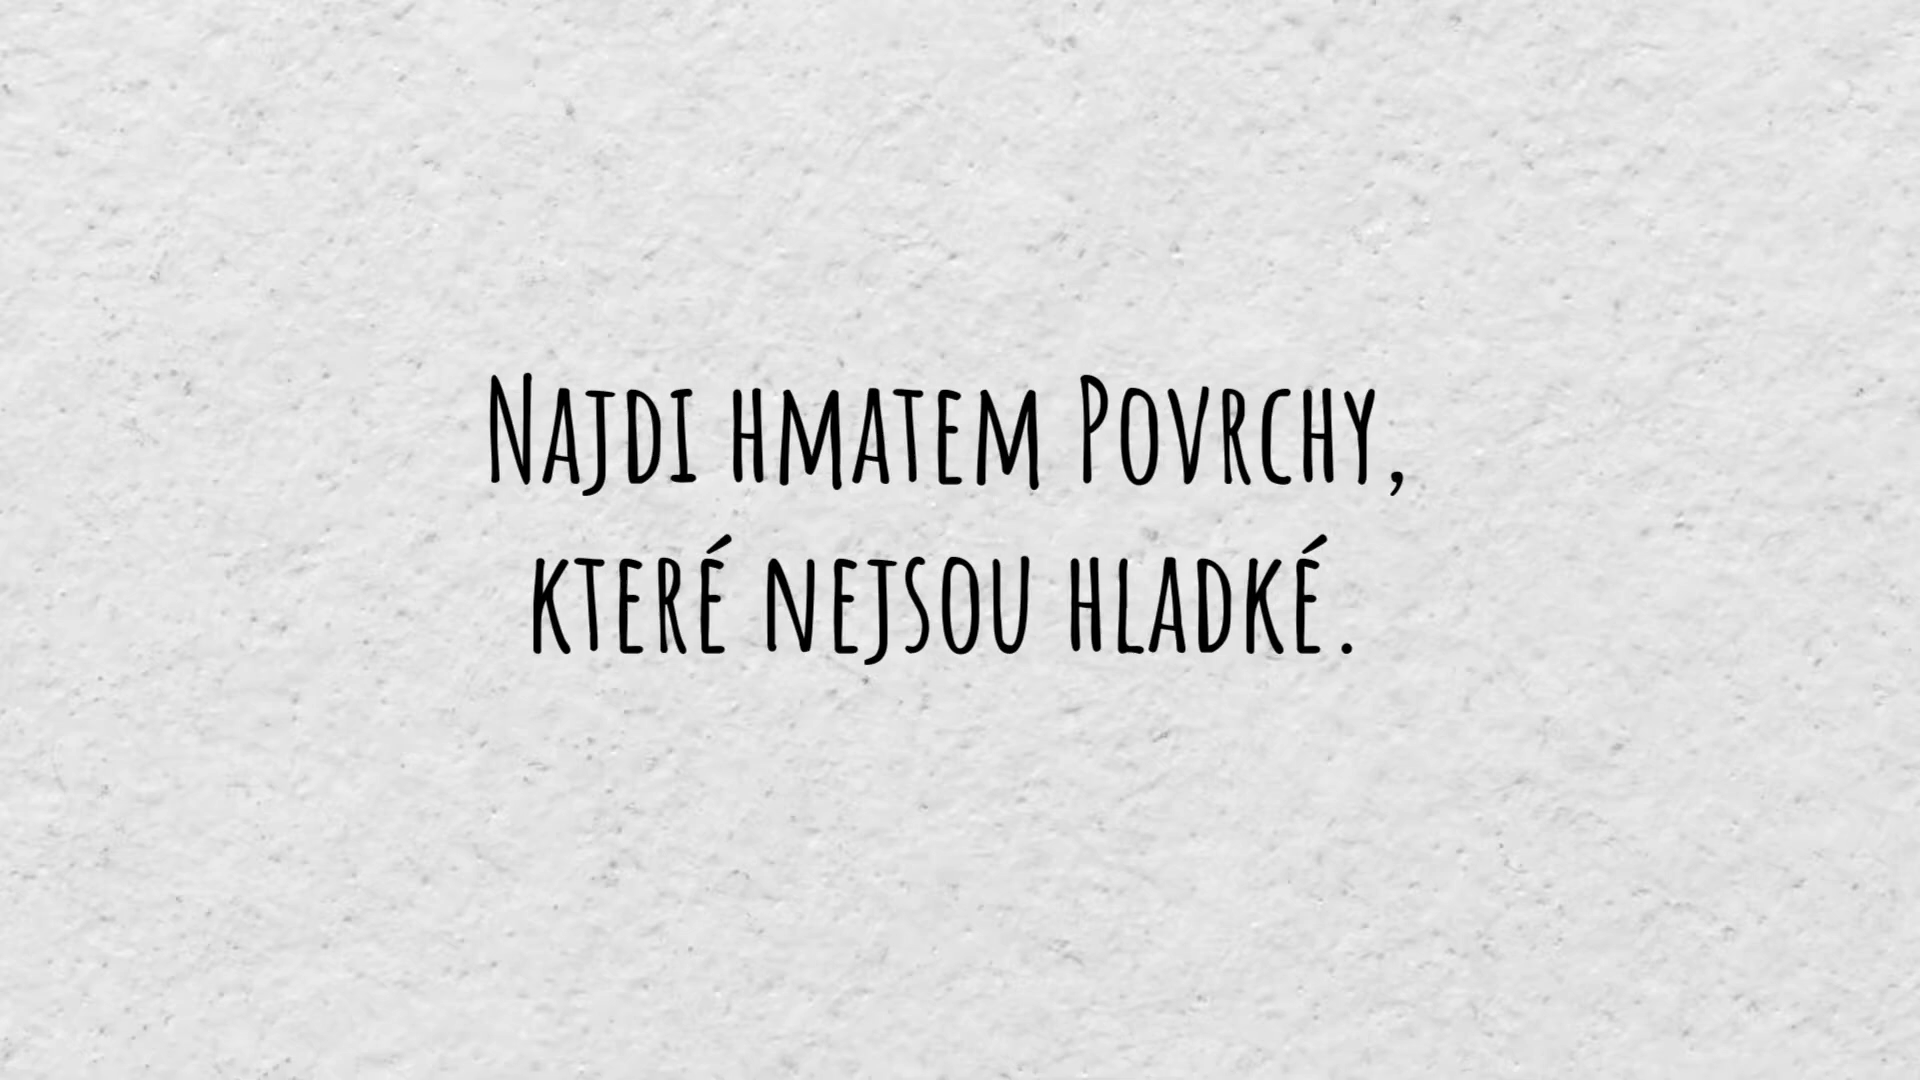 Najdi hmatem Povrchy,
které nejsou hladké.